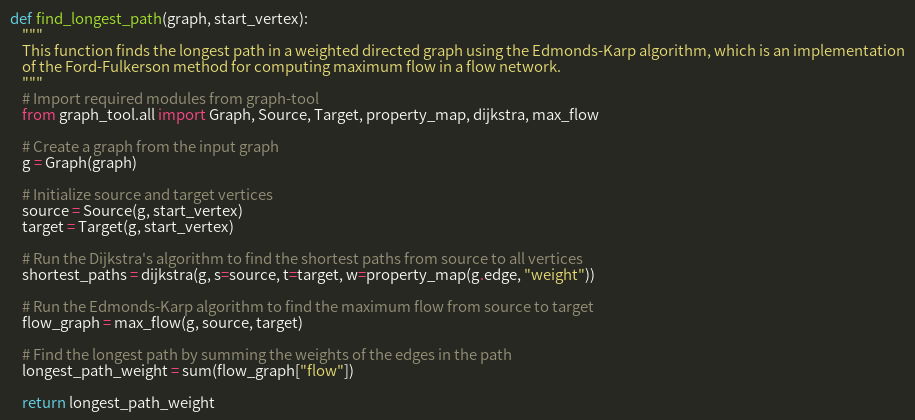 def find_longest_path(graph, start_vertex):
"""
This function finds the longest path in a weighted directed graph using the Edmonds-Karp algorithm, which is an implementation
of the Ford-Fulkerson method for computing maximum flow in a flow network.
"""
# Import required modules from graph-tool
from graph_tool.all import Graph, Source, Target, property_map, dijkstra, max_flow
# Create a graph from the input graph
g = Graph(graph)
# Initialize source and target vertices
source = Source(g, start_vertex)
target = Target(g, start_vertex)
# Run the Dijkstra's algorithm to find the shortest paths from source to all vertices
shortest_paths = dijkstra(g, s=source, t=target, w=property_map(g.edge, "weight"))
# Run the Edmonds-Karp algorithm to find the maximum flow from source to target
flow_graph = max_flow(g, source, target)
# Find the longest path by summing the weights of the edges in the path
longest_path_weight = sum(flow_graph["flow"])
return longest_path_weight